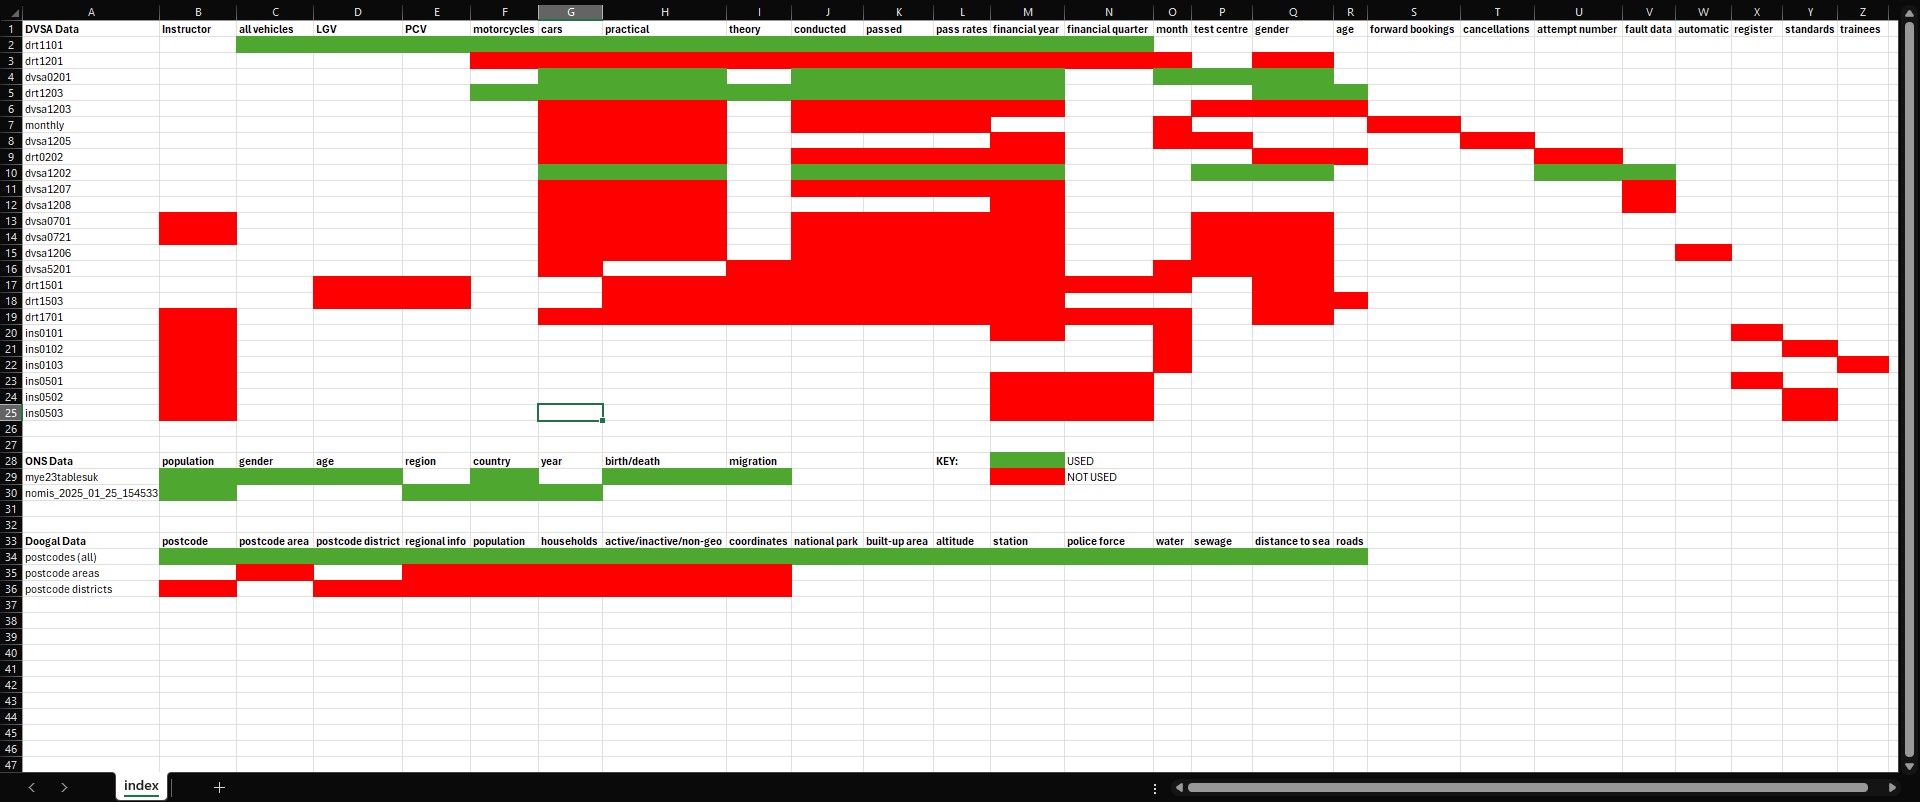 A B C D E F G H I J K L M N O P Q R S T U V W X Y Z
1 DVSA Data Instructor all vehicles LGV PCV motorcycles cars practical theory conducted passed pass rates financial year financial quarter month test centre gender age forward bookings cancellations attempt number fault data automatic register standards trainees
2 drt1101
3 drt1201
4 dvsa0201
5 drt1203
6 dvsa1203
7 monthly
8 dvsa1205
9 drt0202
10 dvsa1202
11 dvsa1207
12 dvsa1208
13 dvsa0701
14 dvsa0721
15 dvsa1206
16 dvsa5201
17 drt1501
18 drt1503
19 drt1701
20 ins0101
21 ins0102
22 ins0103
23 ins0501
24 ins0502
25 ins0503
26
27
28 ONS Data population gender age region country year birth/death migration KEY: USED
29 mye23tablesuk NOT USED
30 nomis_2025_01_25_154533
31
32
33 Doogal Data postcode postcode area postcode district regional info population households active/inactive/non-geo coordinates national park built-up area altitude station police force water sewage distance to sea roads
34 postcodes (all)
35 postcode areas
36 postcode districts
37
38
39
40
41
42
43
44
45
46
47
index